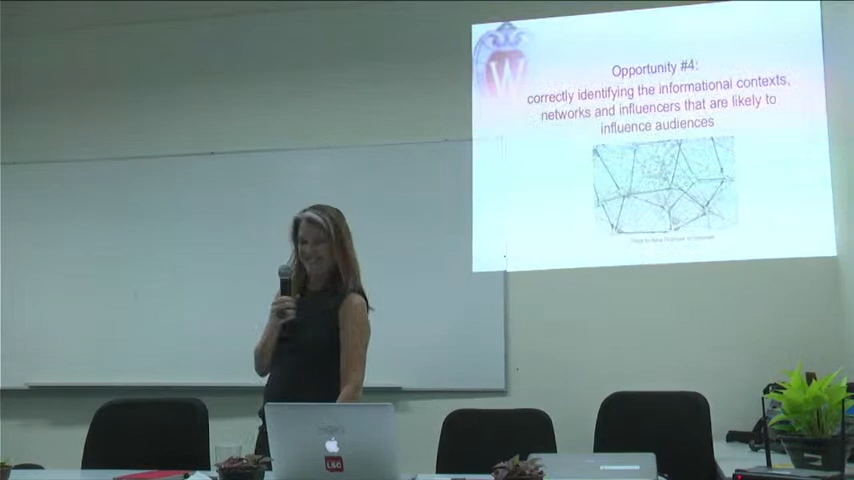 W
Opportunity #4:
correctly identifying the informational contexts,
networks and influencers that are likely to
influence audiences